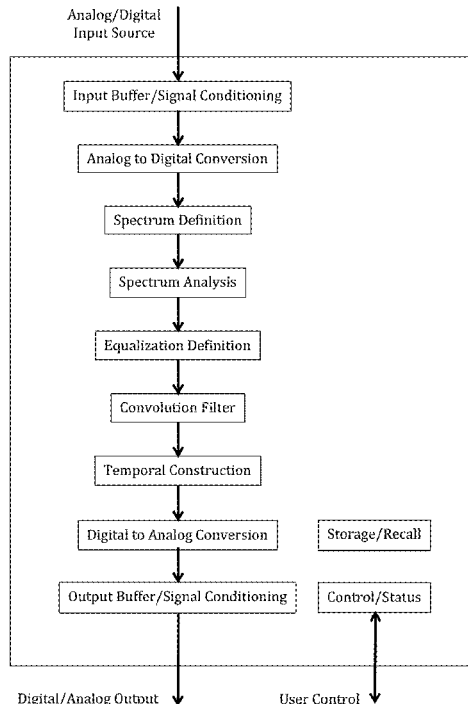 Analog/Digital
Input Source
Input Buffer/Signal Conditioning
Analog to Digital Conversion
Spectrum Definition
Spectrum Analysis
Equalization Definition
Convolution Filter
Temporal Construction
Digital to Analog Conversion
Storage/Recall
Output Buffer/Signal Conditioning
Control/Status
Digital/Analog Output
User Control